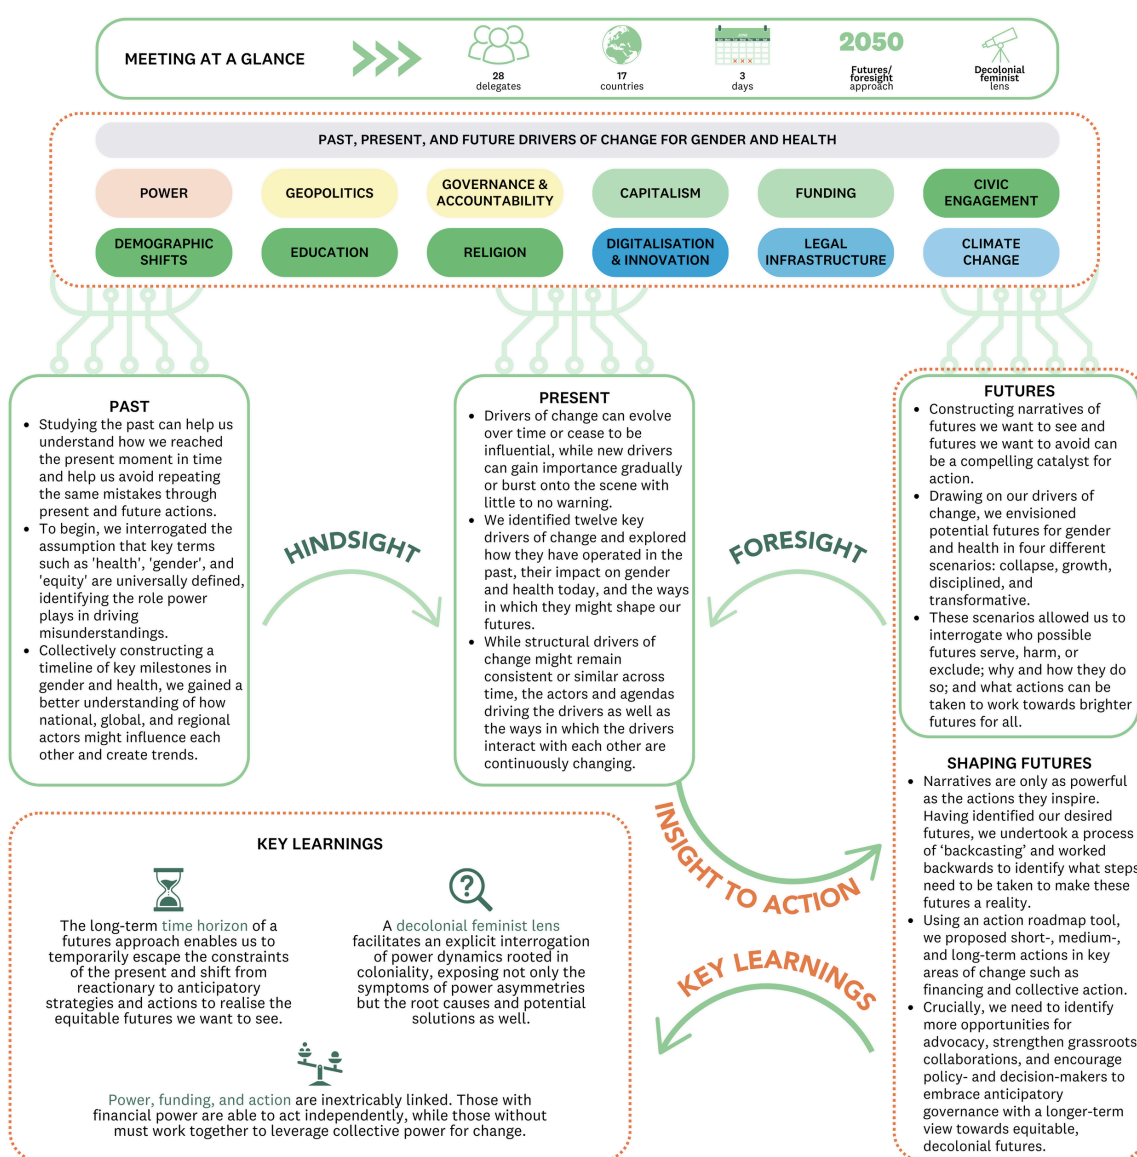 MEETING AT A GLANCE
28
delegates
17
countries
3
days
2050
Futures/
foresight
approach
Decolonial
feminist
lens
PAST, PRESENT, AND FUTURE DRIVERS OF CHANGE FOR GENDER AND HEALTH
POWER
GEOPOLITICS
GOVERNANCE &
ACCOUNTABILITY
CAPITALISM
FUNDING
CIVIC
ENGAGEMENT
DEMOGRAPHIC
SHIFTS
EDUCATION
RELIGION
DIGITALISATION
& INNOVATION
LEGAL
INFRASTRUCTURE
CLIMATE
CHANGE
PAST
• Studying the past can help us
understand how we reached
the present moment in time
and help us avoid repeating
the same mistakes through
present and future actions.
• To begin, we interrogated the
assumption that key terms
such as 'health', 'gender', and
'equity' are universally defined,
identifying the role power
plays in driving
misunderstandings.
• Collectively constructing a
timeline of key milestones in
gender and health, we gained a
better understanding of how
national, global, and regional
actors might influence each
other and create trends.
HINDSIGHT
PRESENT
• Drivers of change can evolve
over time or cease to be
influential, while new drivers
can gain importance gradually
or burst onto the scene with
little to no warning.
• We identified twelve key
drivers of change and explored
how they have operated in the
past, their impact on gender
and health today, and the ways
in which they might shape our
futures.
• While structural drivers of
change might remain
consistent or similar across
time, the actors and agendas
driving the drivers as well as
the ways in which the drivers
interact with each other are
continuously changing.
FORESIGHT
FUTURES
• Constructing narratives of
futures we want to see and
futures we want to avoid can
be a compelling catalyst for
action.
• Drawing on our drivers of
change, we envisioned
potential futures for gender
and health in four different
scenarios: collapse, growth,
disciplined, and
transformative.
• These scenarios allowed us to
interrogate who possible
futures serve, harm, or
exclude; why and how they do
so; and what actions can be
taken to work towards brighter
futures for all.
INSIGHT TO ACTION
SHAPING FUTURES
• Narratives are only as powerful
as the actions they inspire.
Having identified our desired
futures, we undertook a process
of ‘backcasting’ and worked
backwards to identify what steps
need to be taken to make these
futures a reality.
• Using an action roadmap tool,
we proposed short-, medium-,
and long-term actions in key
areas of change such as
financing and collective action.
• Crucially, we need to identify
more opportunities for
advocacy, strengthen grassroots
collaborations, and encourage
policy- and decision-makers to
embrace anticipatory
governance with a longer-term
view towards equitable,
decolonial futures.
KEY LEARNINGS
KEY LEARNINGS
The long-term time horizon of a
futures approach enables us to
temporarily escape the constraints
of the present and shift from
reactionary to anticipatory
strategies and actions to realise the
equitable futures we want to see.
?
A decolonial feminist lens
facilitates an explicit interrogation
of power dynamics rooted in
coloniality, exposing not only the
symptoms of power asymmetries
but the root causes and potential
solutions as well.
Power, funding, and action are inextricably linked. Those with
financial power are able to act independently, while those without
must work together to leverage collective power for change.